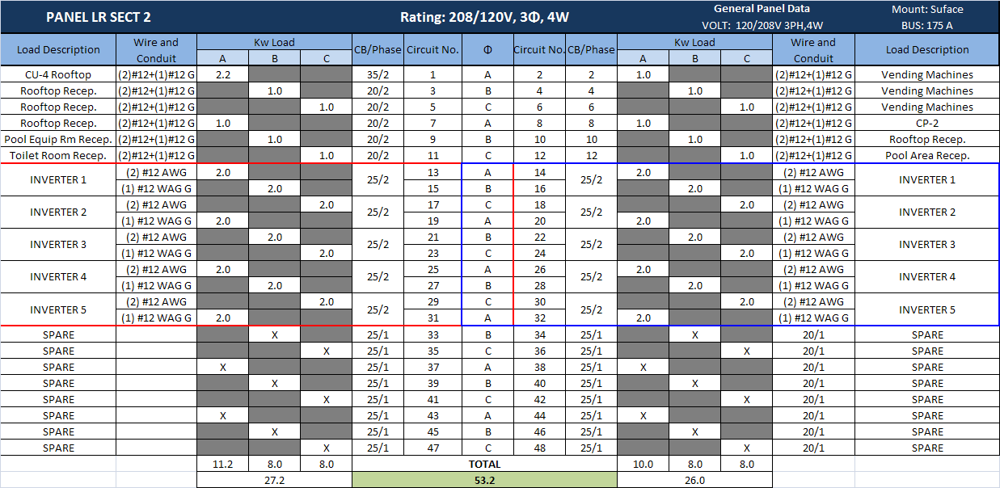 PANEL LR SECT 2 Rating: 208/120V, 3Φ, 4W General Panel Data Mount: Suface
VOLT: 120/208V 3PH,4W BUS: 175 A
Load Description Wire and Conduit Kw Load CB/Phase Circuit No. Φ Circuit No. CB/Phase Kw Load Wire and Conduit Load Description
A B C A B C
CU-4 Rooftop (2)#12+(1)#12 G 2.2 35/2 1 A 2 2 1.0 (2)#12+(1)#12 G Vending Machines
Rooftop Recep. (2)#12+(1)#12 G 1.0 20/2 3 B 4 4 1.0 (2)#12+(1)#12 G Vending Machines
Rooftop Recep. (2)#12+(1)#12 G 1.0 20/2 5 C 6 6 1.0 (2)#12+(1)#12 G Vending Machines
Rooftop Recep. (2)#12+(1)#12 G 1.0 20/2 7 A 8 8 1.0 (2)#12+(1)#12 G CP-2
Pool Equip Rm Recep. (2)#12+(1)#12 G 1.0 20/2 9 B 10 10 1.0 (2)#12+(1)#12 G Rooftop Recep.
Toilet Room Recep. (2)#12+(1)#12 G 1.0 20/2 11 C 12 12 1.0 (2)#12+(1)#12 G Pool Area Recep.
INVERTER 1 (2) #12 AWG 2.0 25/2 13 A 14 25/2 2.0 (2) #12 AWG INVERTER 1
(1) #12 WAG G 2.0 15 B 16 2.0 (1) #12 WAG G
INVERTER 2 (2) #12 AWG 2.0 25/2 17 C 18 25/2 2.0 (2) #12 AWG INVERTER 2
(1) #12 WAG G 2.0 19 A 20 2.0 (1) #12 WAG G
INVERTER 3 (2) #12 AWG 2.0 25/2 21 B 22 25/2 2.0 (2) #12 AWG INVERTER 3
(1) #12 WAG G 2.0 23 C 24 2.0 (1) #12 WAG G
INVERTER 4 (2) #12 AWG 2.0 25/2 25 A 26 25/2 2.0 (2) #12 AWG INVERTER 4
(1) #12 WAG G 2.0 27 B 28 2.0 (1) #12 WAG G
INVERTER 5 (2) #12 AWG 2.0 25/2 29 C 30 25/2 2.0 (2) #12 AWG INVERTER 5
(1) #12 WAG G 2.0 31 A 32 2.0 (1) #12 WAG G
SPARE X 25/1 33 B 34 25/1 X 20/1 SPARE
SPARE X 25/1 35 C 36 25/1 X 20/1 SPARE
SPARE X 25/1 37 A 38 25/1 X 20/1 SPARE
SPARE X 25/1 39 B 40 25/1 X 20/1 SPARE
SPARE X 25/1 41 C 42 25/1 X 20/1 SPARE
SPARE X 25/1 43 A 44 25/1 X 20/1 SPARE
SPARE X 25/1 45 B 46 25/1 X 20/1 SPARE
SPARE X 25/1 47 C 48 25/1 X 20/1 SPARE
11.2 8.0 8.0 TOTAL 10.0 8.0 8.0
27.2 53.2 26.0